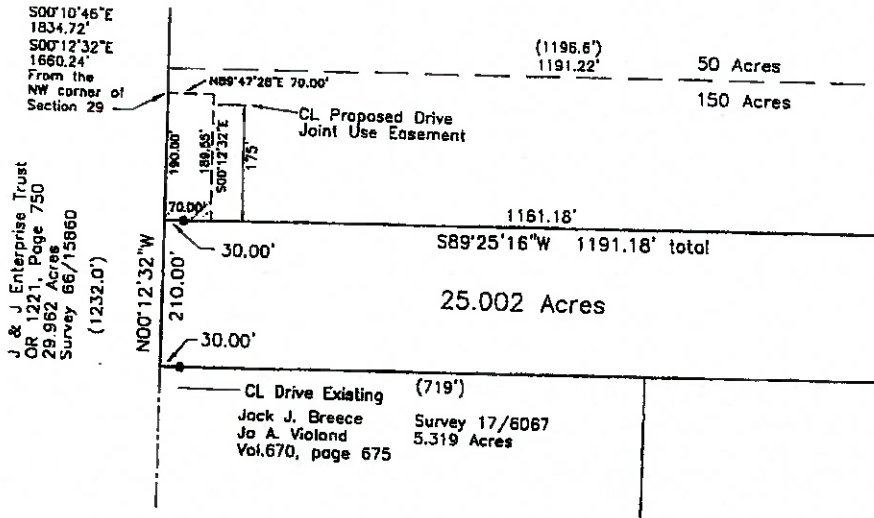 S00°10'46"E
1834.72'
S00°12'32"E
1660.24'
From the
NW corner of
Section 29
(1196.6')
1191.22'
50 Acres
150 Acres
N89°47'28"E 70.00'
CL Proposed Drive
Joint Use Easement
190.00'
189.55'
S00°12'32"E
175'
70.00'
30.00'
1161.18'
S89°25'16"W 1191.18' total
J & J Enterprise Trust
OR 1221, Page 750
29.962 Acres
Survey 66/15860
(1232.0')
N00°12'32"W
210.00'
25.002 Acres
30.00'
CL Drive Existing
(719')
Jack J. Breece
Jo A. Violand
Vol.670, page 675
Survey 17/6067
5.319 Acres